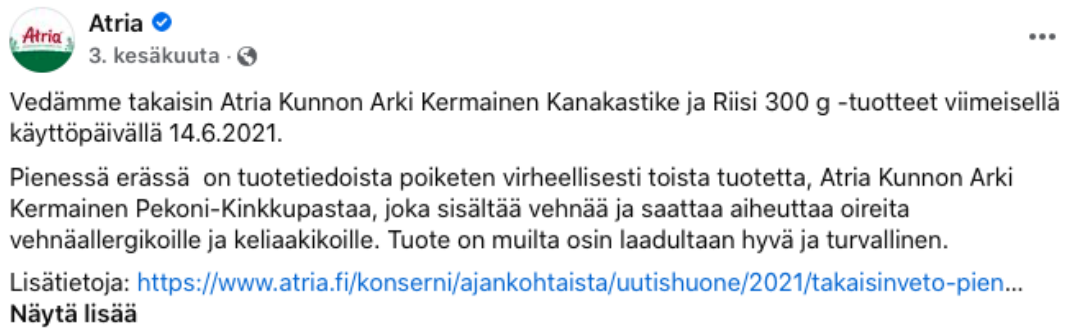 Atria
Atria
3. kesäkuuta ·
Vedämme takaisin Atria Kunnon Arki Kermainen Kanakastike ja Riisi 300 g -tuotteet viimeisellä
käyttöpäivällä 14.6.2021.
Pienessä erässä  on tuotetiedoista poiketen virheellisesti toista tuotetta, Atria Kunnon Arki
Kermainen Pekoni-Kinkkupastaa, joka sisältää vehnää ja saattaa aiheuttaa oireita
vehnäallergikoille ja keliaakikoille. Tuote on muilta osin laadultaan hyvä ja turvallinen.
Lisätietoja: https://www.atria.fi/konserni/ajankohtaista/uutishuone/2021/takaisinveto-pien...
Näytä lisää